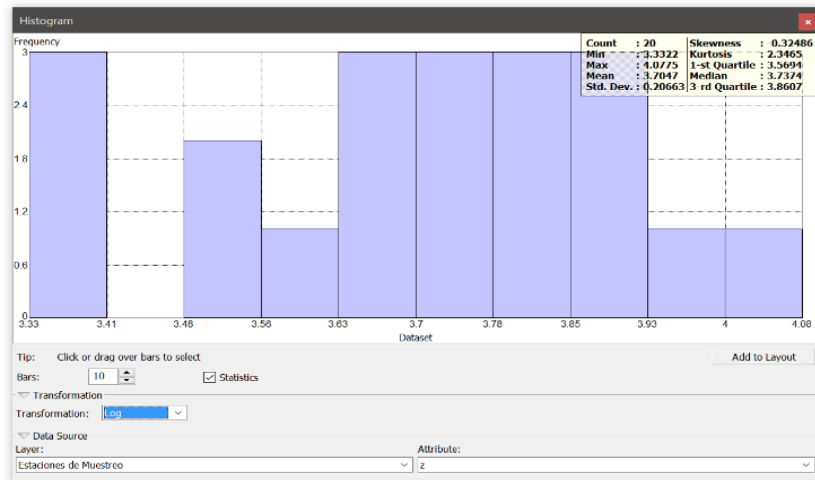 Histogram
Frequency
Count : 20 Skewness : -0.32486
Min : 3.3322 Kurtosis : 2.3465
Max : 4.0775 1-st Quartile : 3.5694
Mean : 3.7047 Median : 3.7374
Std. Dev. : 0.20663 3-rd Quartile : 3.8607
3
2.4
1.8
1.2
0.6
0
3.33 3.41 3.48 3.56 3.63 3.7 3.78 3.85 3.93 4 4.08
Dataset
Tip: Click or drag over bars to select Add to Layout
Bars: 10 Statistics
Transformation
Transformation: Log
Data Source
Layer: Attribute:
Estaciones de Muestreo z